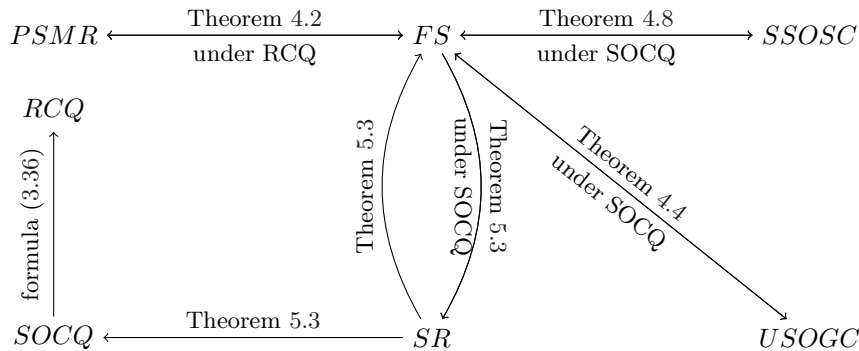 Theorem 4.2
Theorem 4.8
PSMR
FS
SSOSC
under RCQ
under SOCQ
RCQ
Theorem 5.3
under SOCQ
Theorem 5.3
Theorem 4.4
under SOCQ
formula (3.36)
Theorem 5.3
SOCQ
SR
USOGC